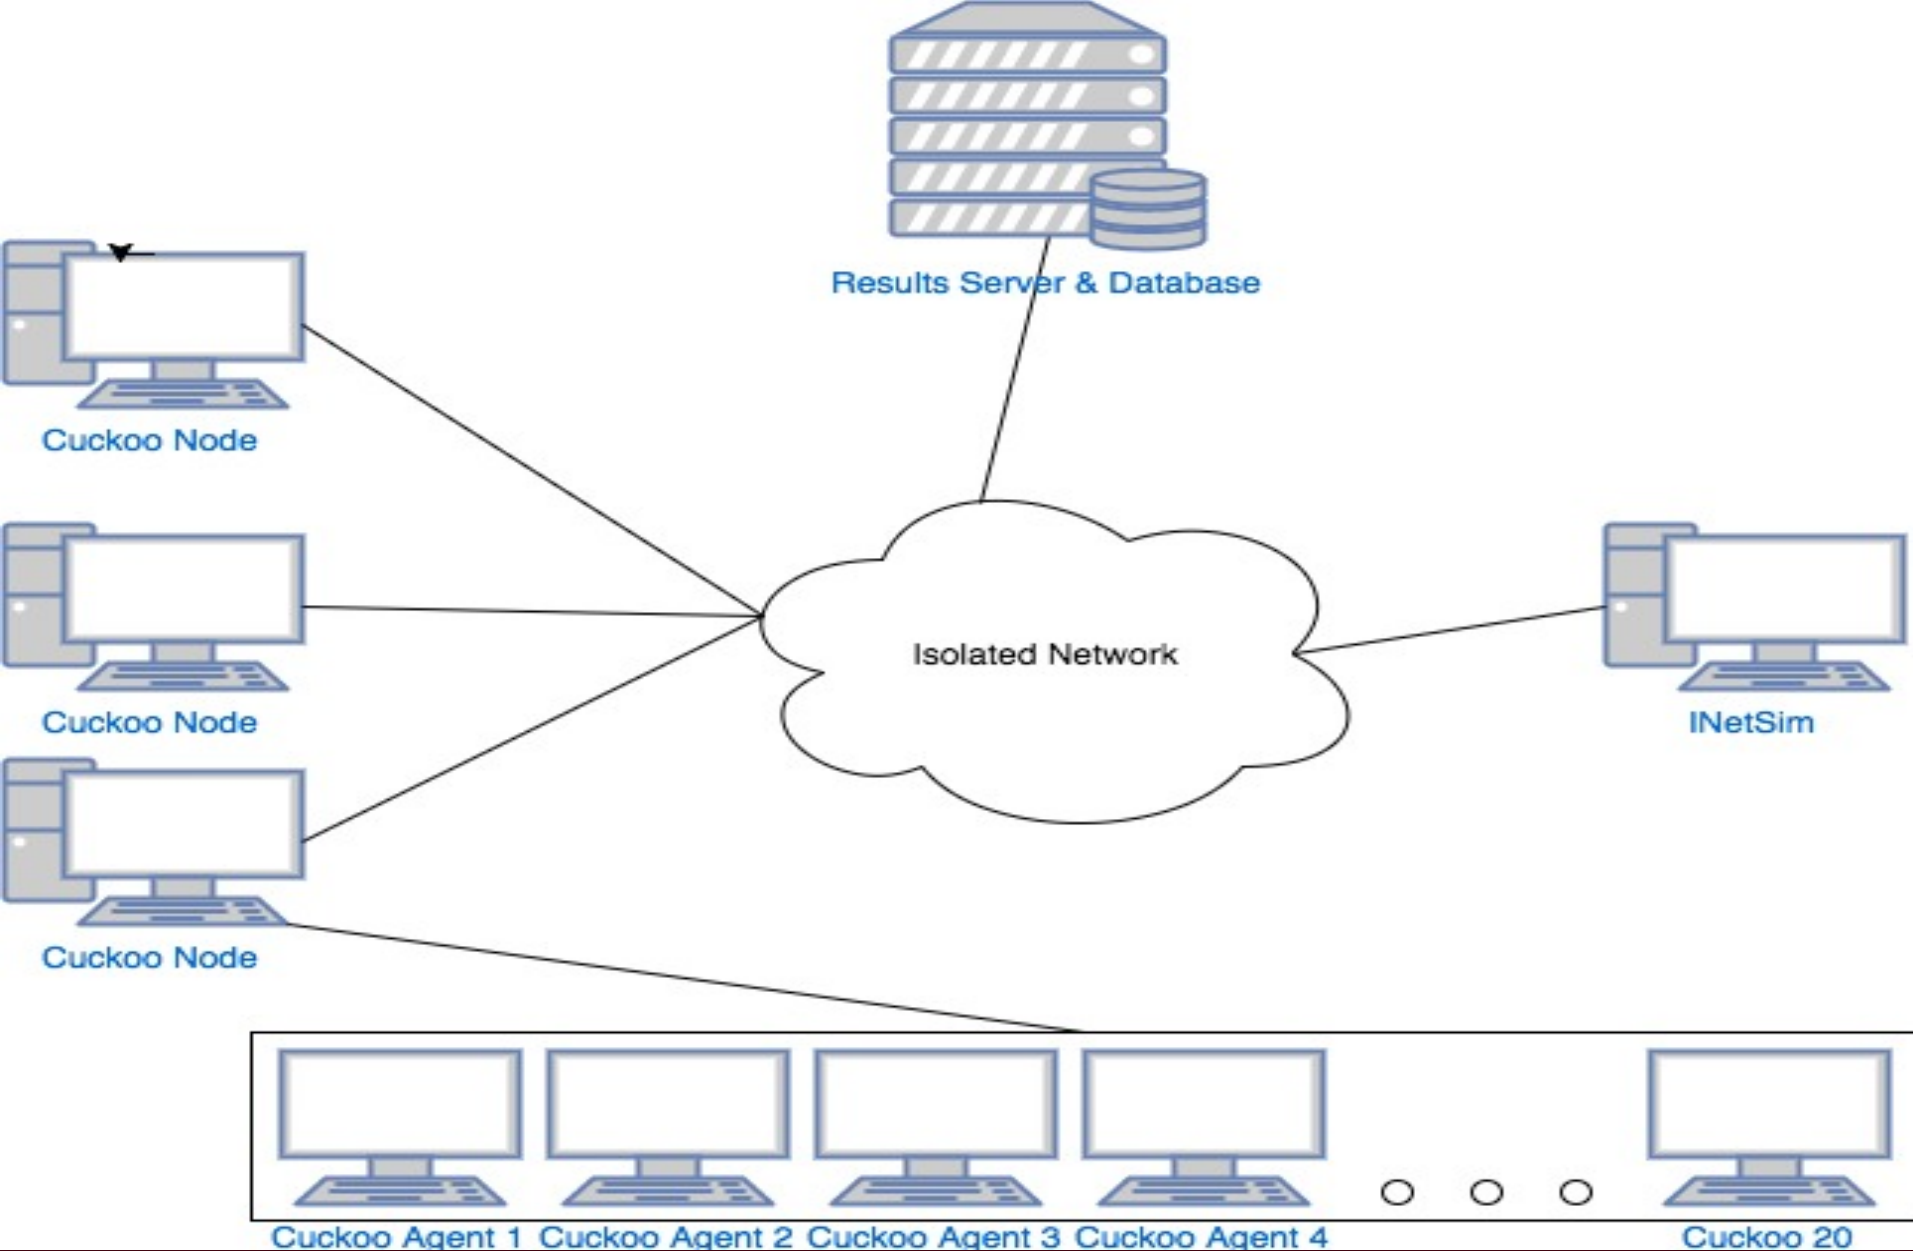 Results Server & Database
Cuckoo Node
Cuckoo Node
Isolated Network
INetSim
Cuckoo Node
Cuckoo Agent 1
Cuckoo Agent 2
Cuckoo Agent 3
Cuckoo Agent 4
Cuckoo 20